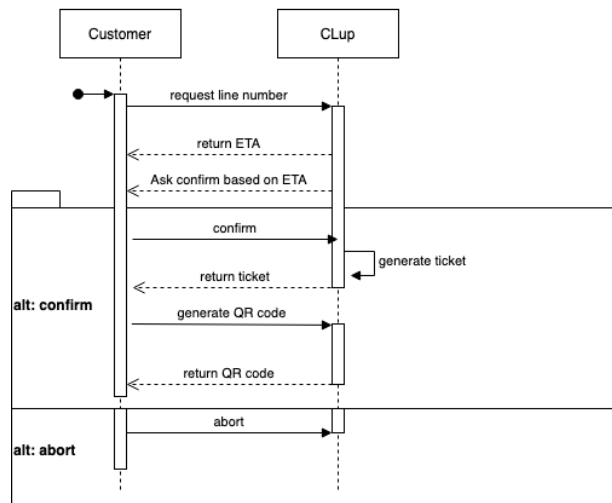 Customer
CLup
request line number
return ETA
Ask confirm based on ETA
confirm
generate ticket
return ticket
alt: confirm
generate QR code
return QR code
abort
alt: abort